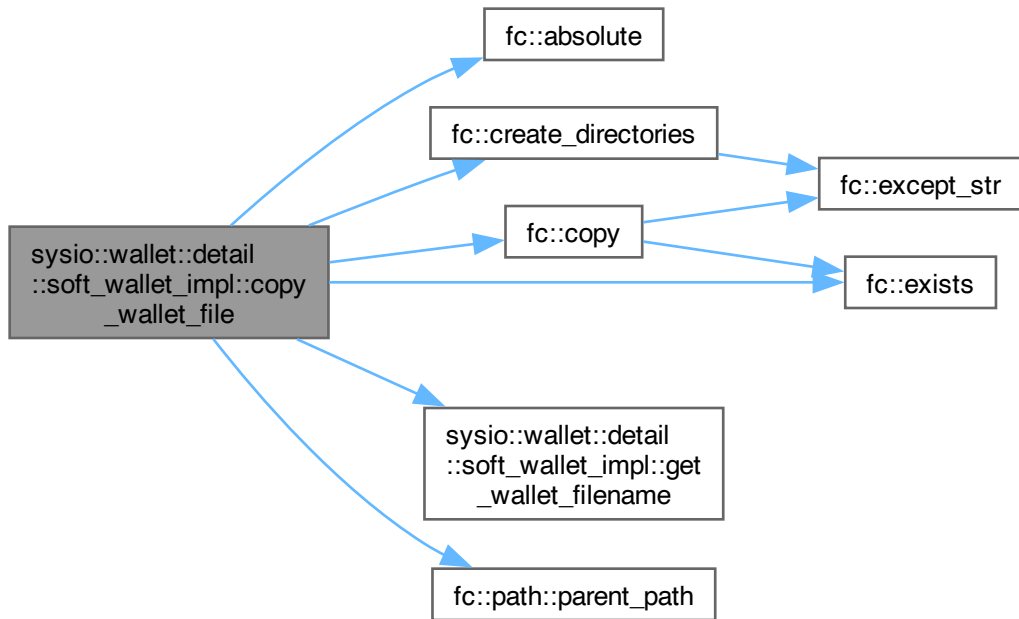 fc::absolute
fc::create_directories
fc::except_str
fc::copy
sysio::wallet::detail
::soft_wallet_impl::copy
_wallet_file
fc::exists
sysio::wallet::detail
::soft_wallet_impl::get
_wallet_filename
fc::path::parent_path